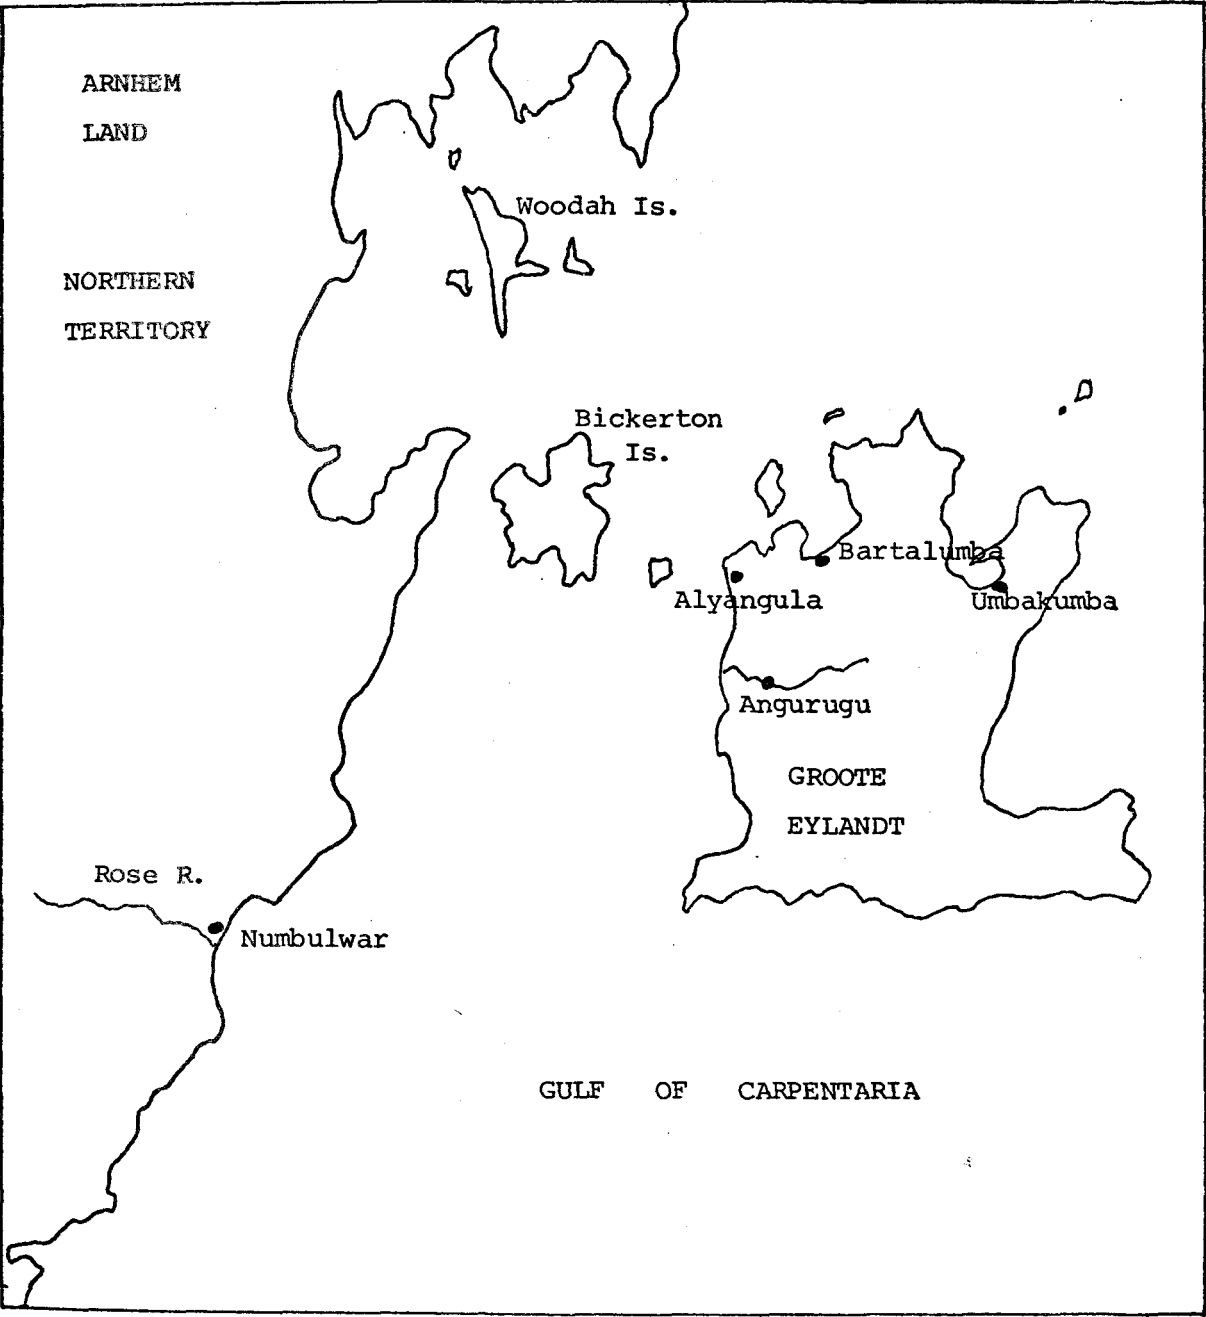 ARNHEM
LAND
Woodah Is.
NORTHERN
TERRITORY
Bickerton
Is.
Bartalumba
Alyangula
Umbakumba
Angurugu
GROOTE
EYLANDT
Rose R.
Numbulwar
GULF OF CARPENTARIA